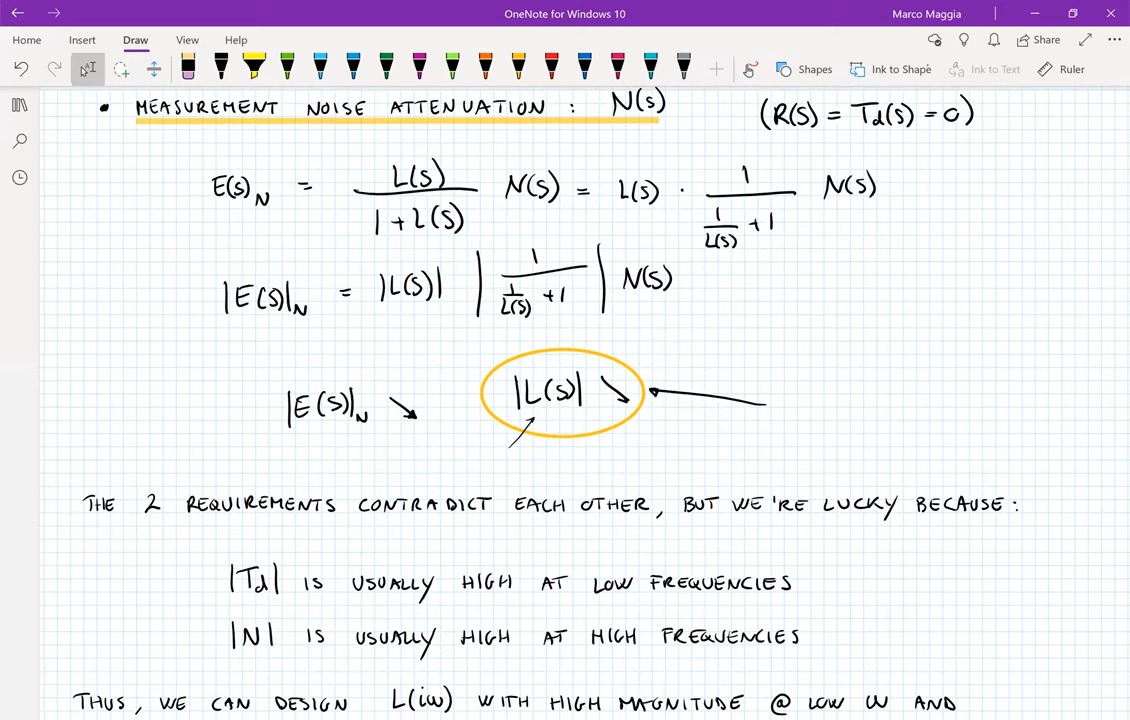 OneNote for Windows 10
Marco Maggia
Home Insert Draw View Help
Share
Shapes
Ink to Shape
Ink to Text
Ruler
• MEASUREMENT NOISE ATTENUATION : N(s) (R(s) = Td(s) = 0)
E(s)_N = L(s) / (1 + L(s)) N(s) = L(s) · 1 / (1/L(s) + 1) N(s)
|E(s)|_N = |L(s)| | 1 / (1/L(s) + 1) | N(s)
|E(s)|_N ↘ |L(s)| ↘
THE 2 REQUIREMENTS CONTRADICT EACH OTHER, BUT WE'RE LUCKY BECAUSE :
|Td| IS USUALLY HIGH AT LOW FREQUENCIES
|N| IS USUALLY HIGH AT HIGH FREQUENCIES
THUS, WE CAN DESIGN L(iω) WITH HIGH MAGNITUDE @ LOW ω AND